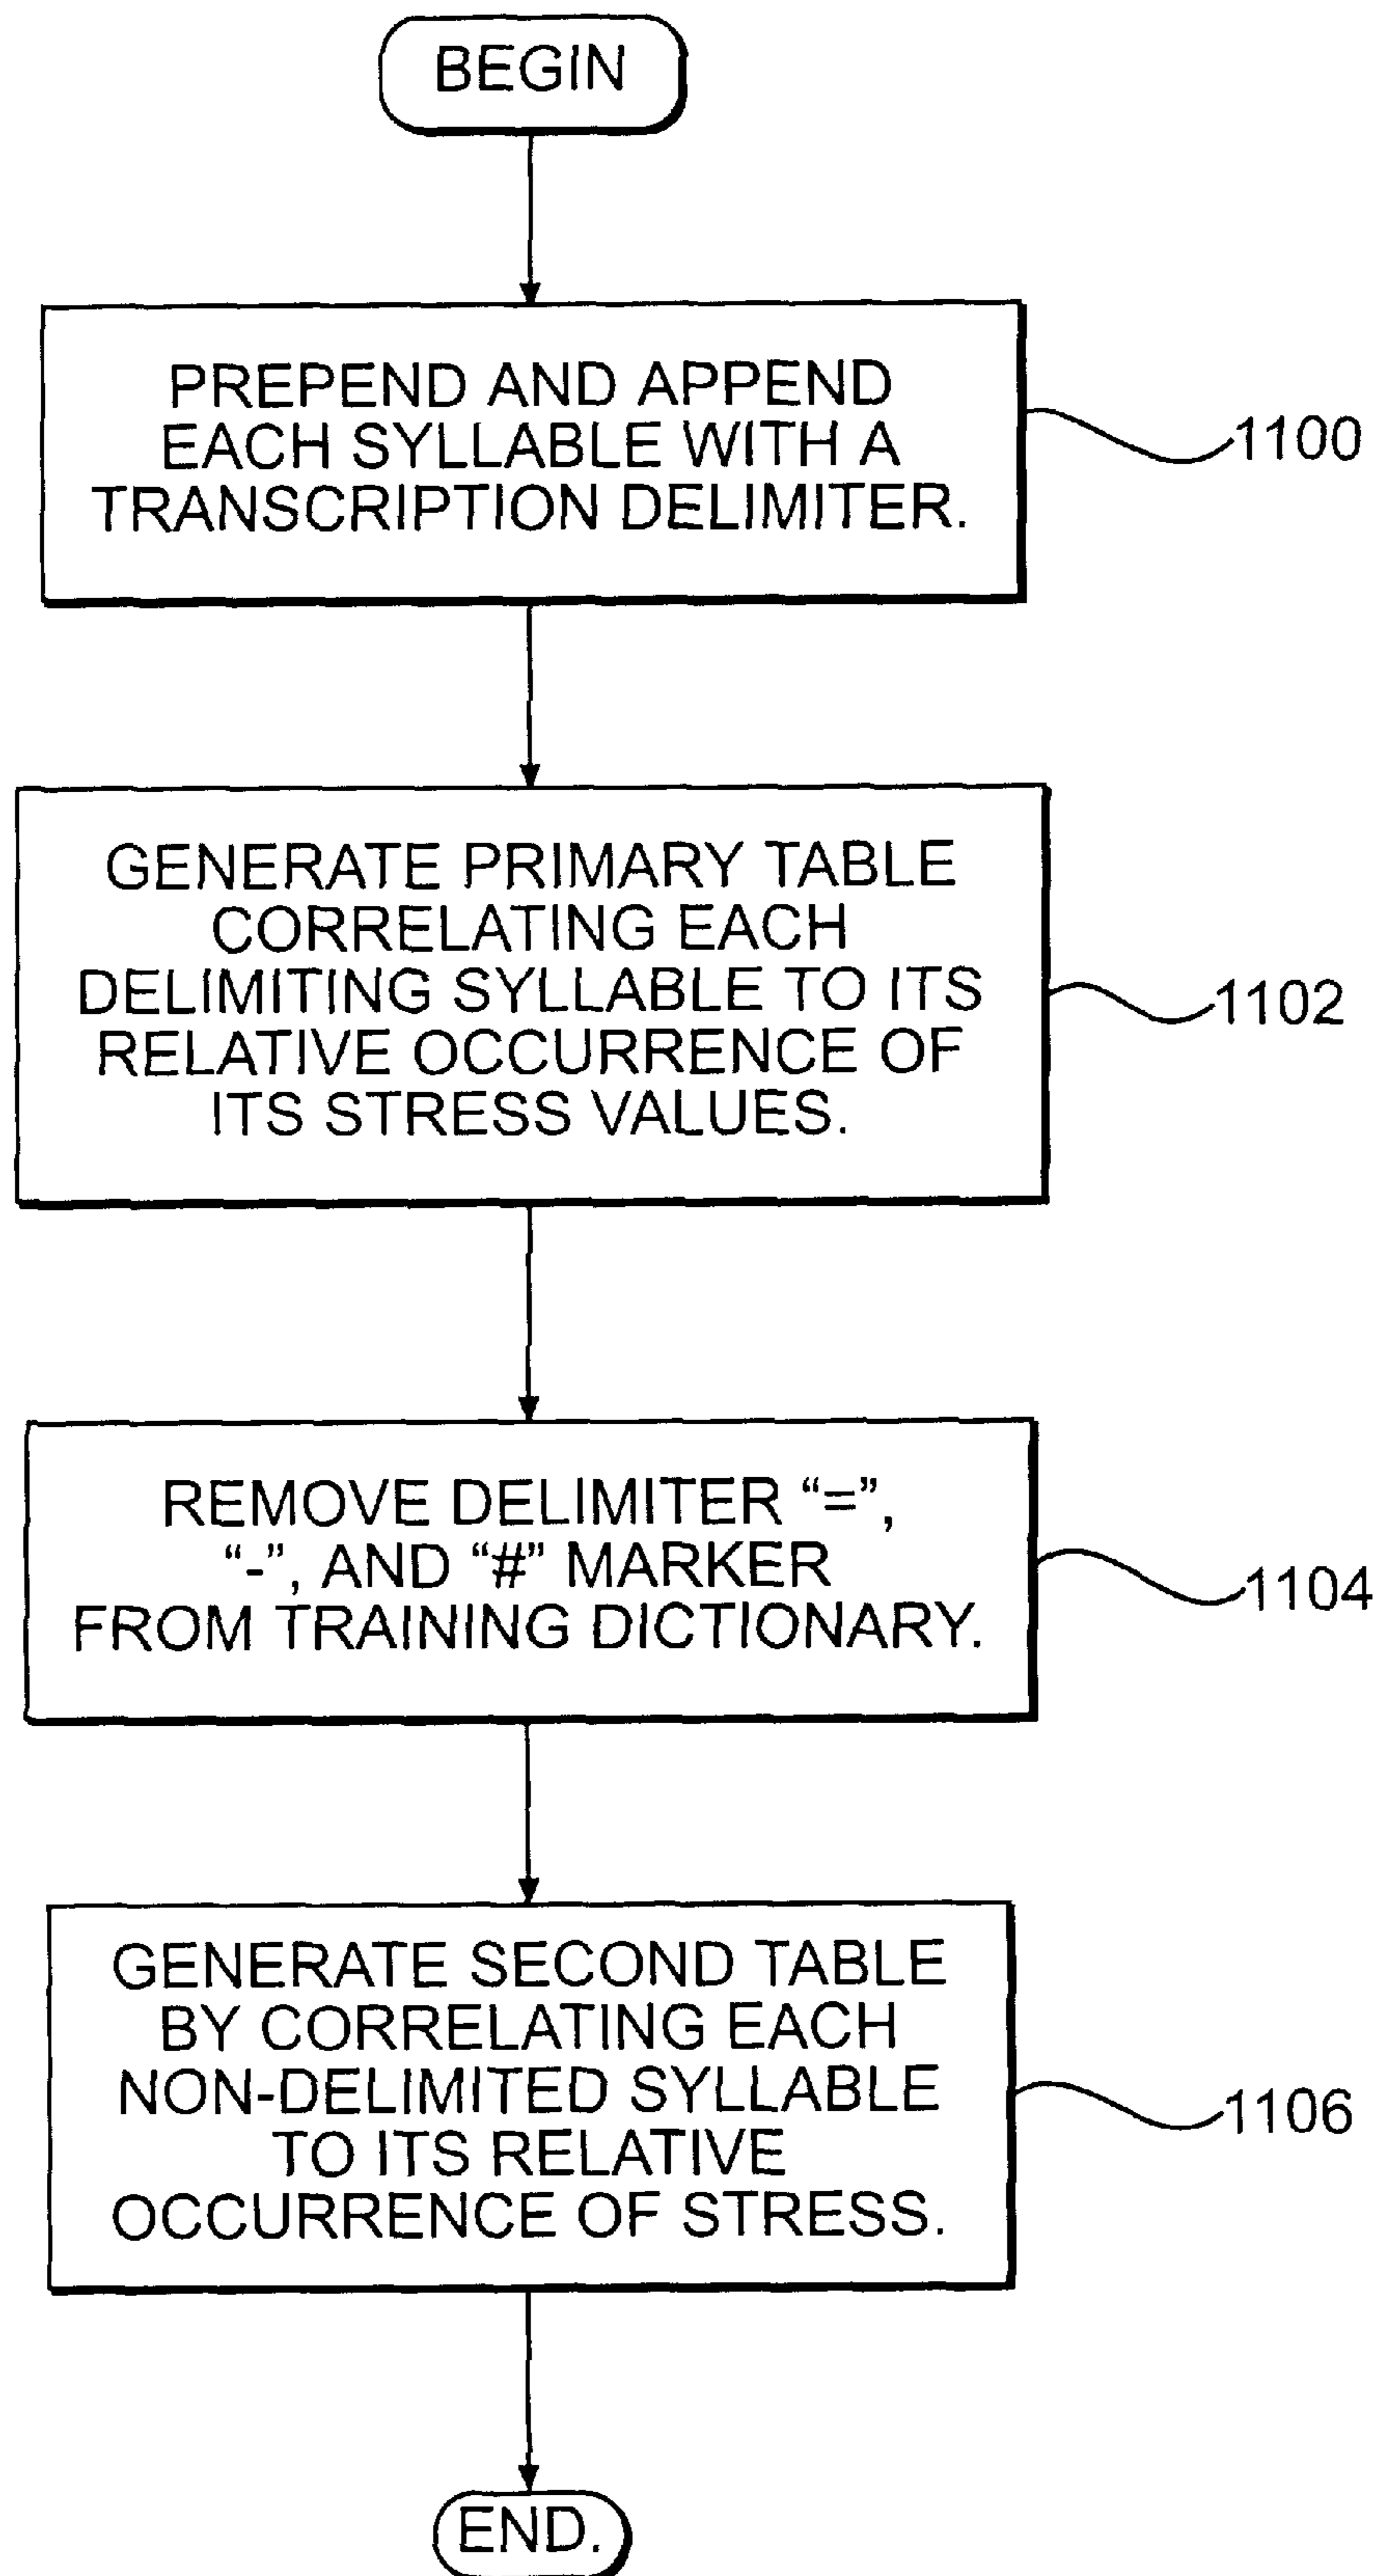 BEGIN
PREPEND AND APPEND
EACH SYLLABLE WITH A
TRANSCRIPTION DELIMITER.
1100
GENERATE PRIMARY TABLE
CORRELATING EACH
DELIMITING SYLLABLE TO ITS
RELATIVE OCCURRENCE OF
ITS STRESS VALUES.
1102
REMOVE DELIMITER “=”,
“-”, AND “#” MARKER
FROM TRAINING DICTIONARY.
1104
GENERATE SECOND TABLE
BY CORRELATING EACH
NON-DELIMITED SYLLABLE
TO ITS RELATIVE
OCCURRENCE OF STRESS.
1106
END.